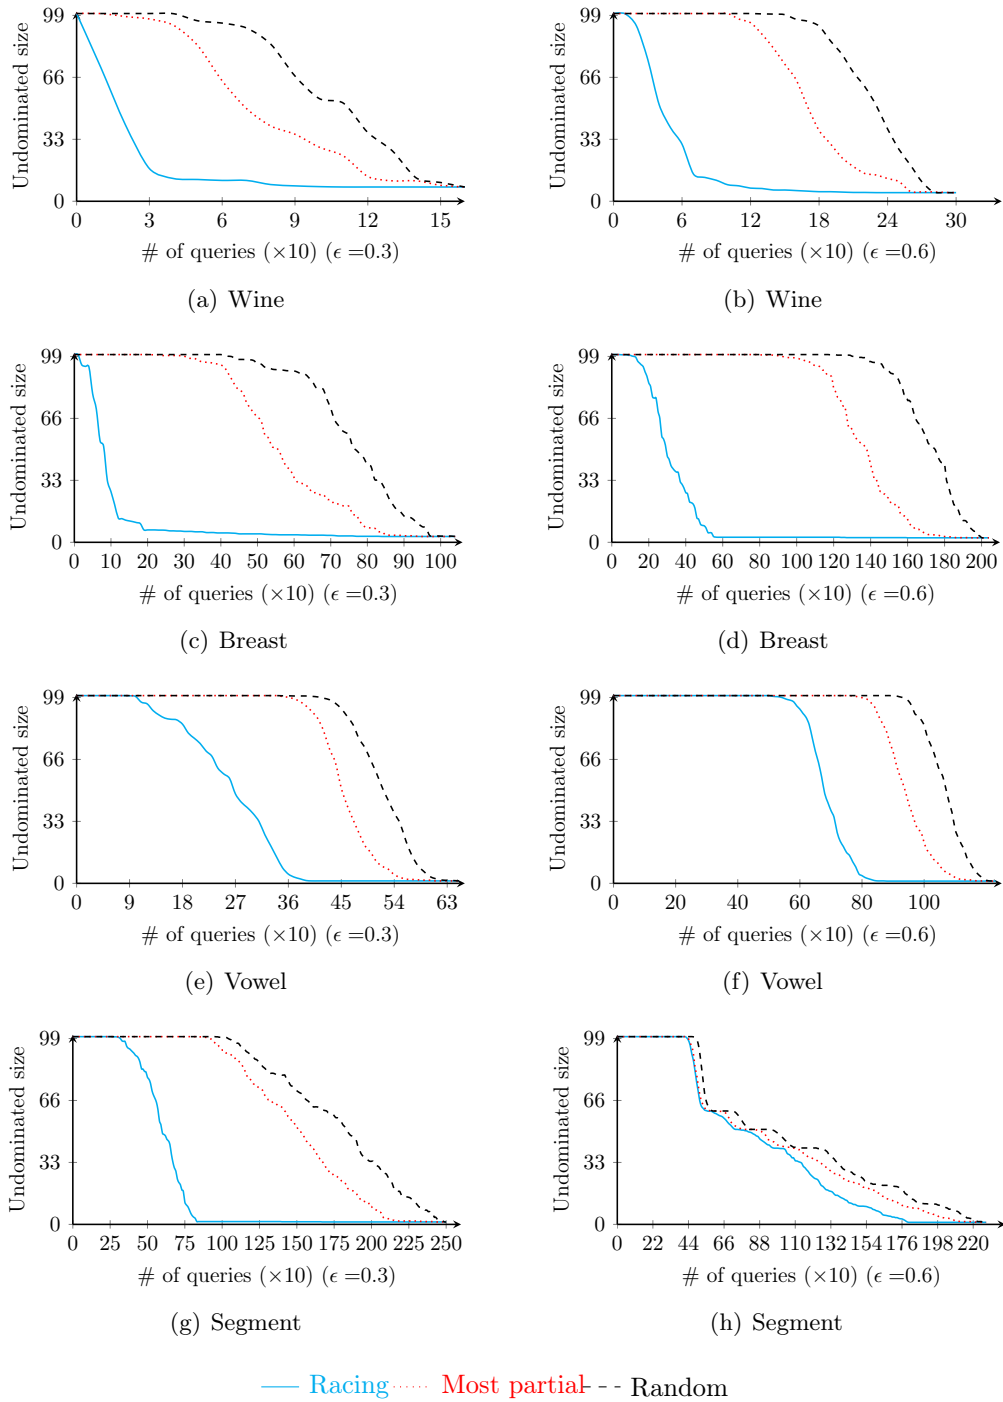 Undominated size
99
66
33
0
0 3 6 9 12 15
# of queries (×10) (ϵ =0.3)
(a) Wine
Undominated size
99
66
33
0
0 6 12 18 24 30
# of queries (×10) (ϵ =0.6)
(b) Wine
Undominated size
99
66
33
0
0 10 20 30 40 50 60 70 80 90 100
# of queries (×10) (ϵ =0.3)
(c) Breast
Undominated size
99
66
33
0
0 20 40 60 80 100 120 140 160 180 200
# of queries (×10) (ϵ =0.6)
(d) Breast
Undominated size
99
66
33
0
0 9 18 27 36 45 54 63
# of queries (×10) (ϵ =0.3)
(e) Vowel
Undominated size
99
66
33
0
0 20 40 60 80 100
# of queries (×10) (ϵ =0.6)
(f) Vowel
Undominated size
99
66
33
0
0 25 50 75 100 125 150 175 200 225 250
# of queries (×10) (ϵ =0.3)
(g) Segment
Undominated size
99
66
33
0
0 22 44 66 88 110 132 154 176 198 220
# of queries (×10) (ϵ =0.6)
(h) Segment
Racing Most partial Random